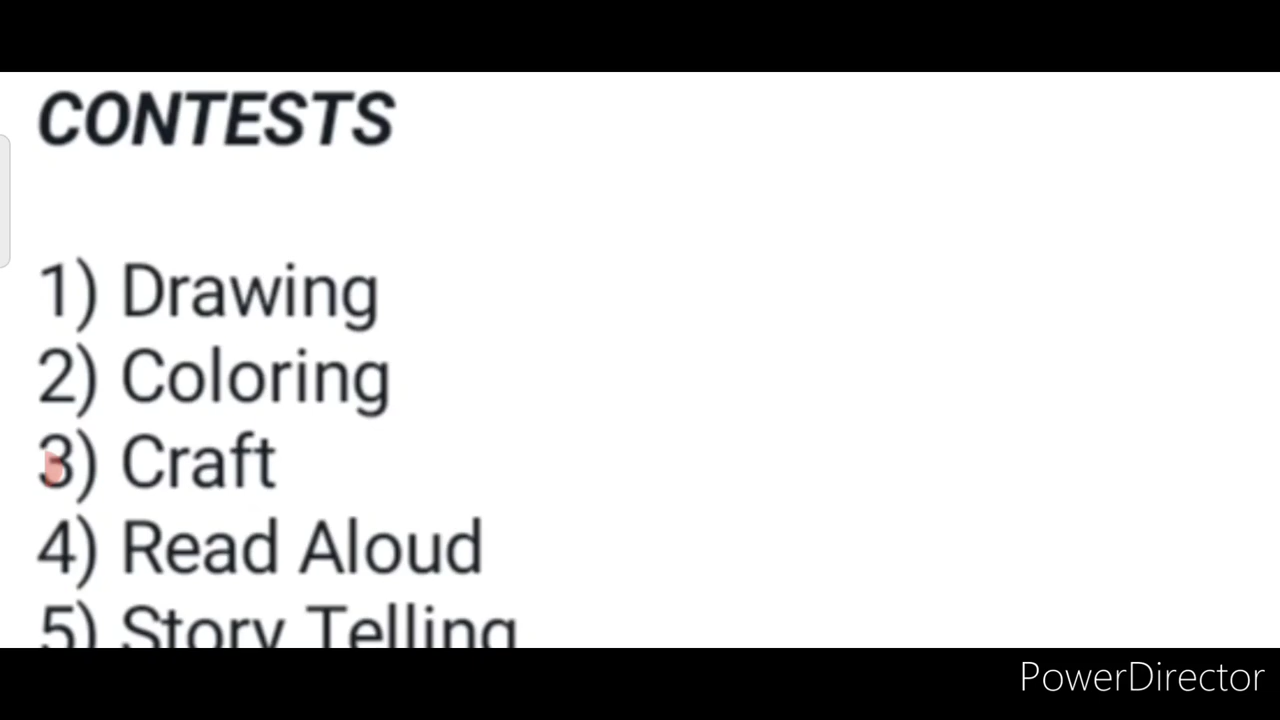 CONTESTS
1) Drawing
2) Coloring
3) Craft
4) Read Aloud
5) Story Telling
PowerDirector